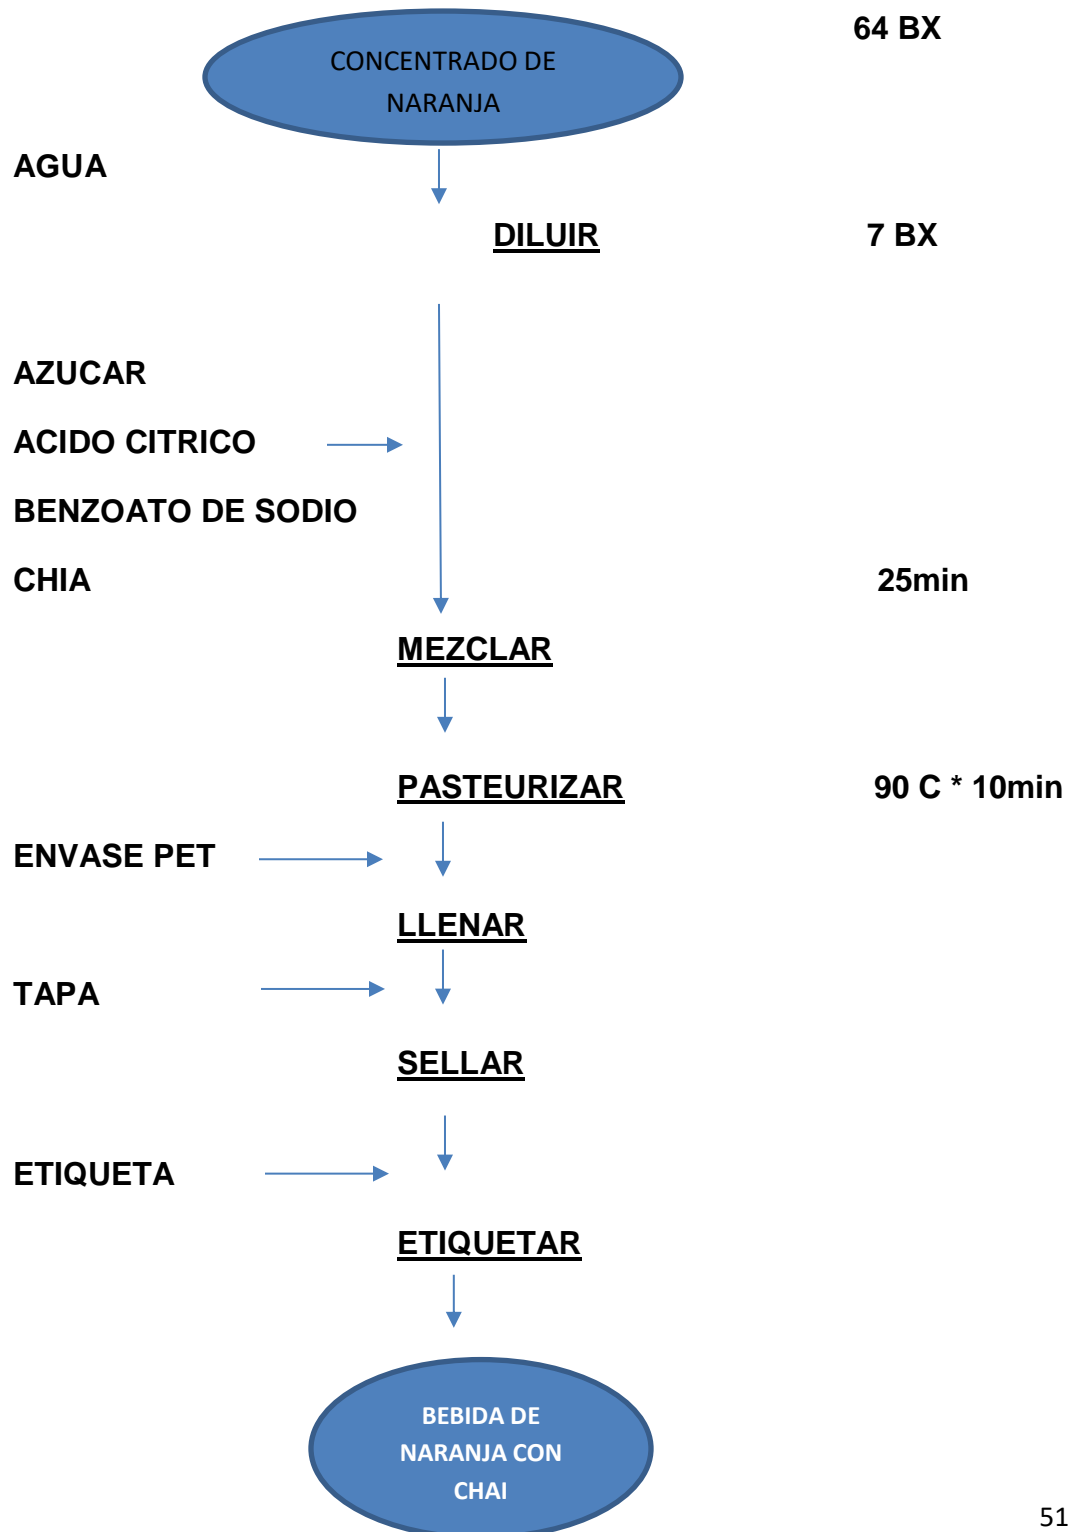 64 BX
CONCENTRADO DE
NARANJA
AGUA
DILUIR 7 BX
AZUCAR
ACIDO CITRICO
BENZOATO DE SODIO
CHIA 25min
MEZCLAR
PASTEURIZAR 90 C * 10min
ENVASE PET
LLENAR
TAPA
SELLAR
ETIQUETA
ETIQUETAR
BEBIDA DE
NARANJA CON
CHAI
51